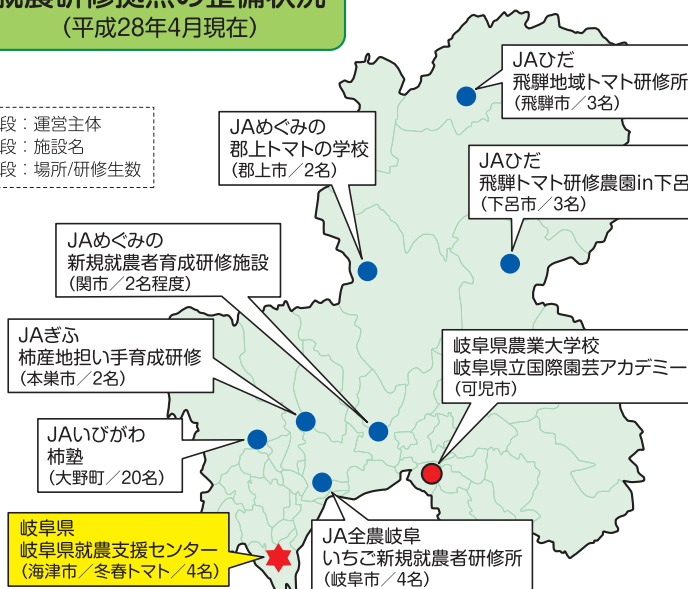 就農研修拠点の整備状況
(平成28年4月現在)
段：運営主体
段：施設名
段：場所/研修生数
JAひだ
飛騨地域トマト研修所
(飛騨市／3名)
JAめぐみの
郡上トマトの学校
(郡上市／2名)
JAひだ
飛騨トマト研修農園in下呂
(下呂市／3名)
JAめぐみの
新規就農者育成研修施設
(関市／2名程度)
JAぎふ
柿産地担い手育成研修
(本巣市／2名)
岐阜県農業大学校
岐阜県立国際園芸アカデミー
(可児市)
JAいびがわ
柿塾
(大野町／20名)
岐阜県
岐阜県就農支援センター
(海津市／冬春トマト／4名)
JA全農岐阜
いちご新規就農者研修所
(岐阜市／4名)